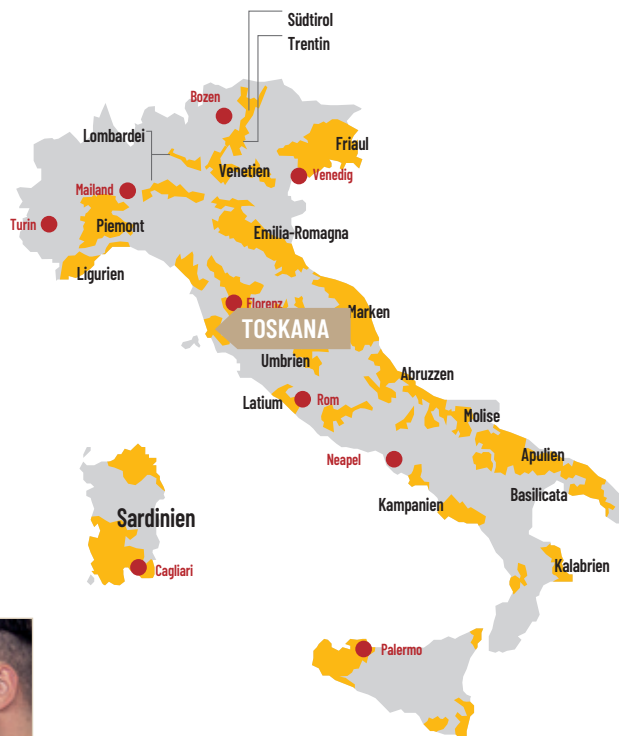 Südtirol
Trentin
Bozen
Lombardei
Friaul
Venetien
Venedig
Mailand
Turin
Piemont
Emilia-Romagna
Ligurien
Florenz
Marken
TOSKANA
Umbrien
Abruzzen
Latium
Rom
Molise
Neapel
Apulien
Basilicata
Kampanien
Sardinien
Kalabrien
Cagliari
Palermo